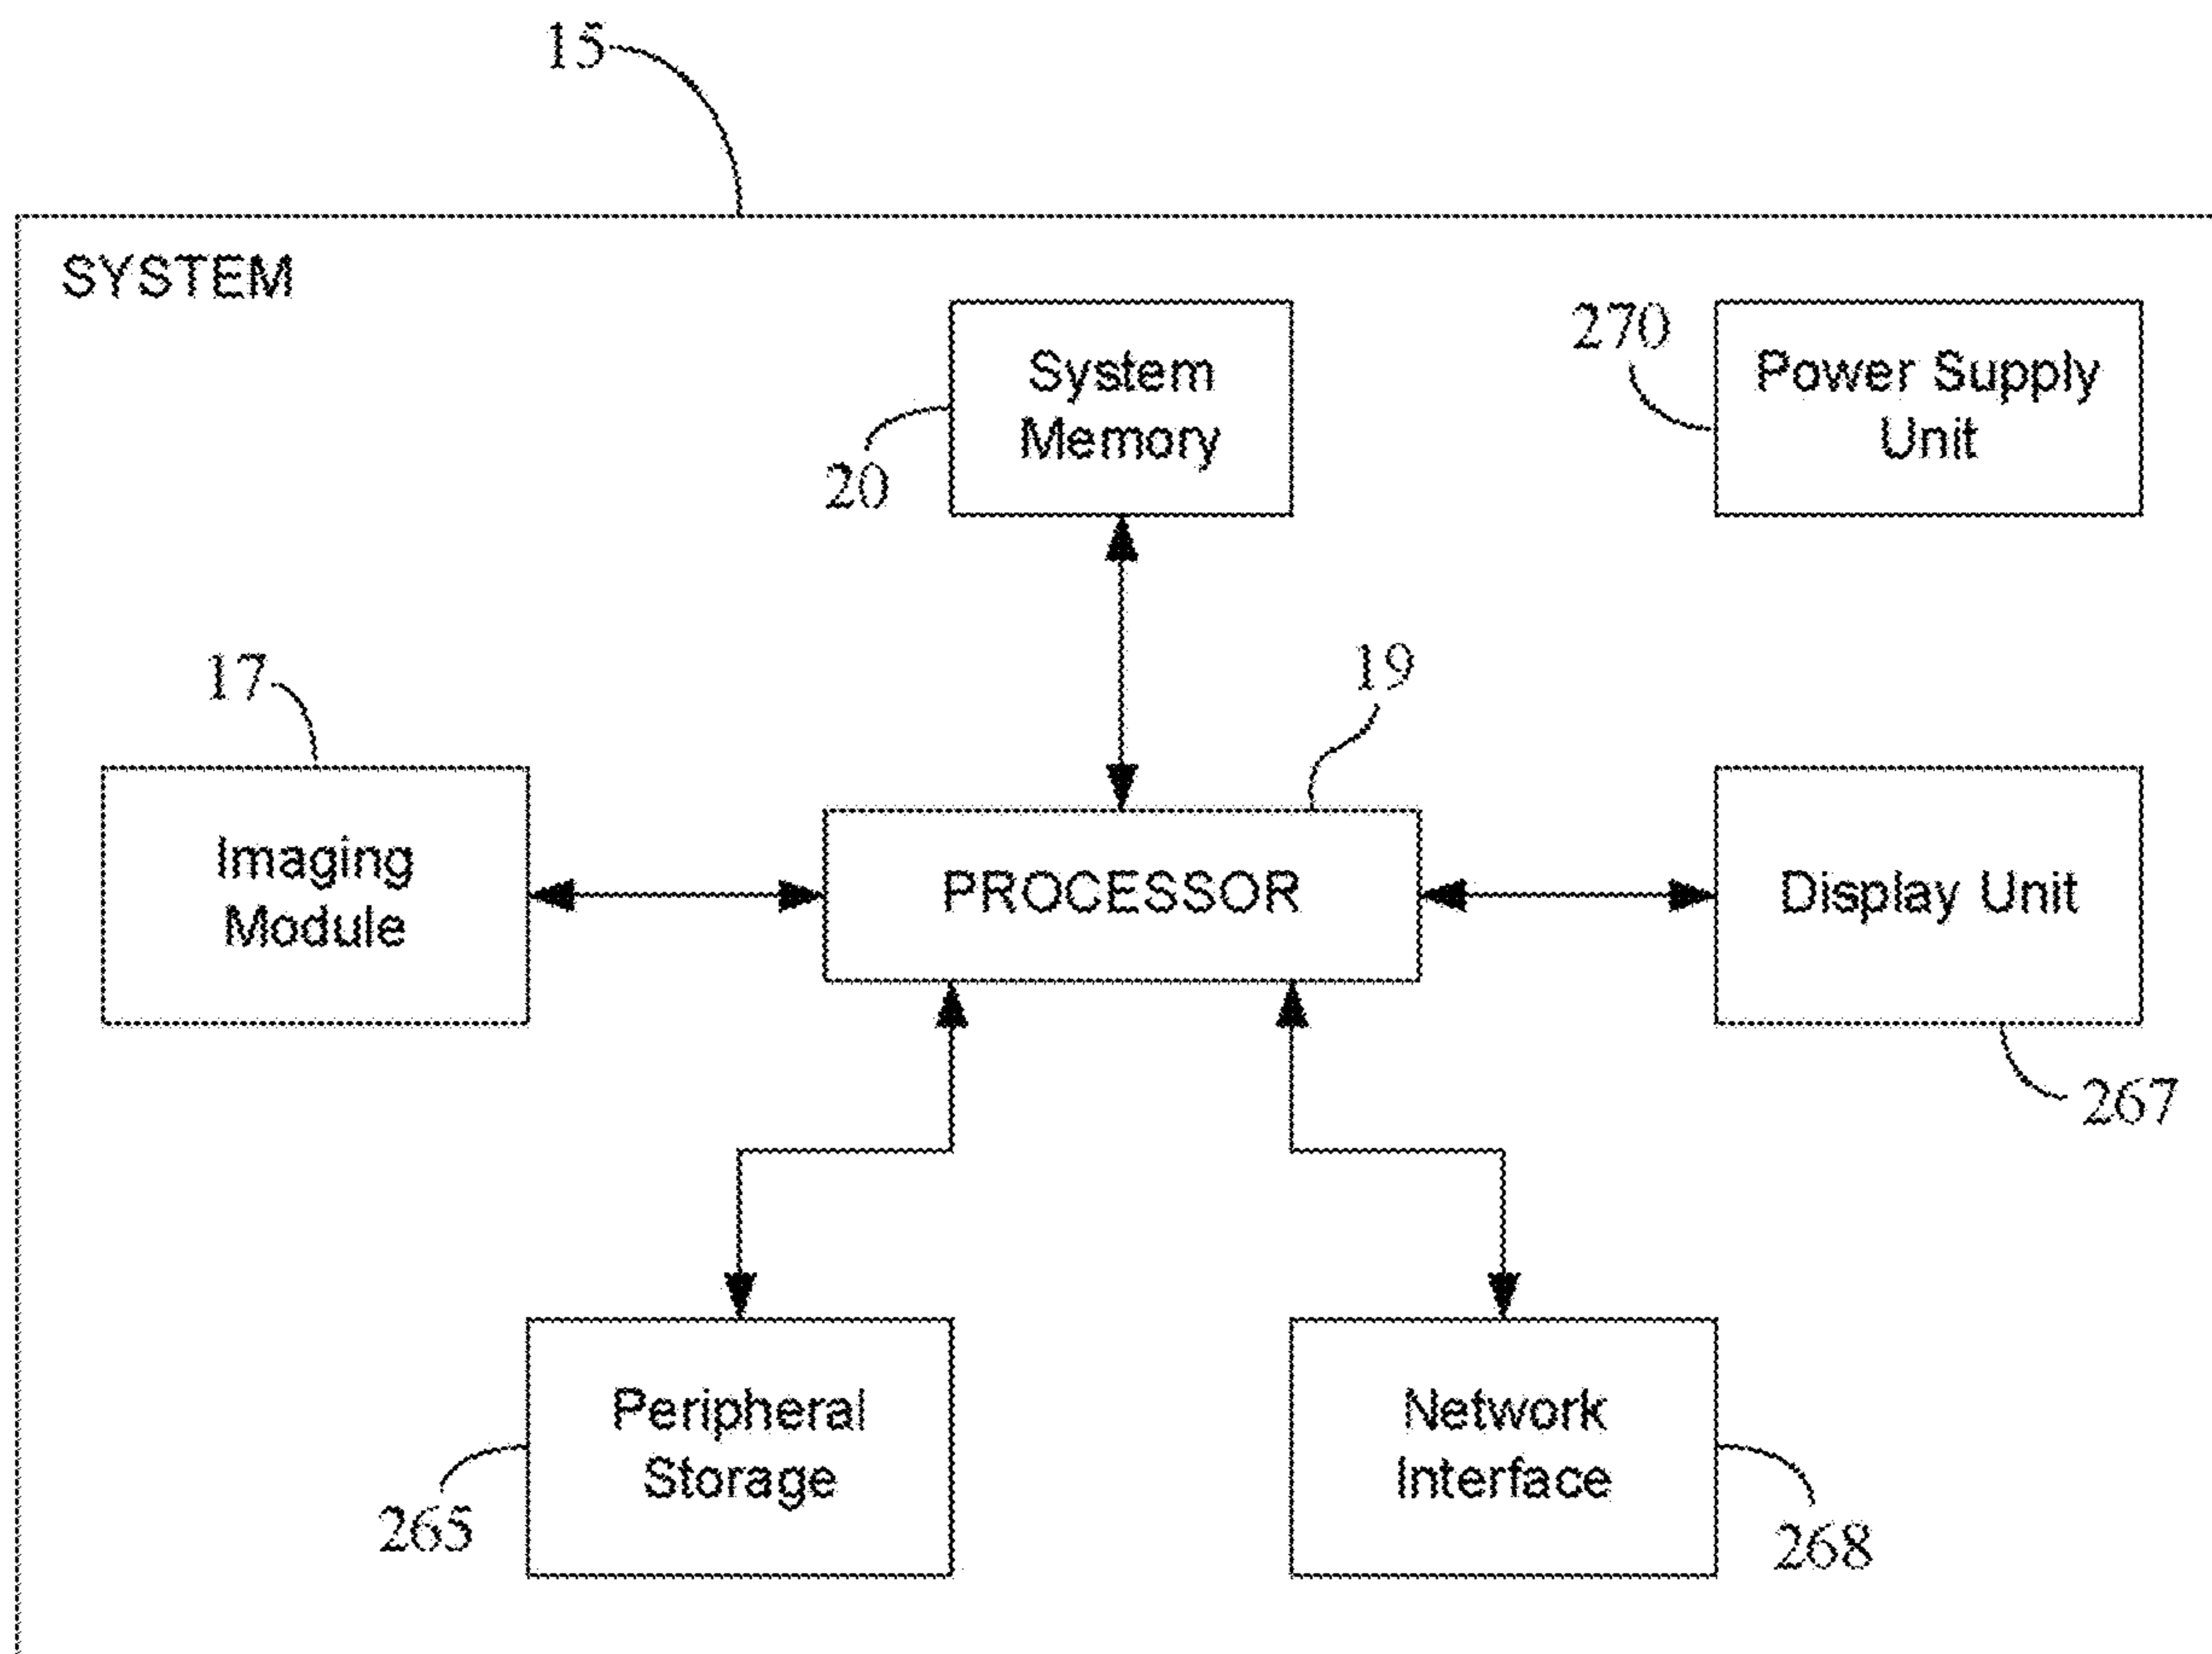 15
SYSTEM
System
Memory
20
270
Power Supply
Unit
17
19
Imaging
Module
PROCESSOR
Display Unit
267
Peripheral
Storage
265
Network
Interface
268